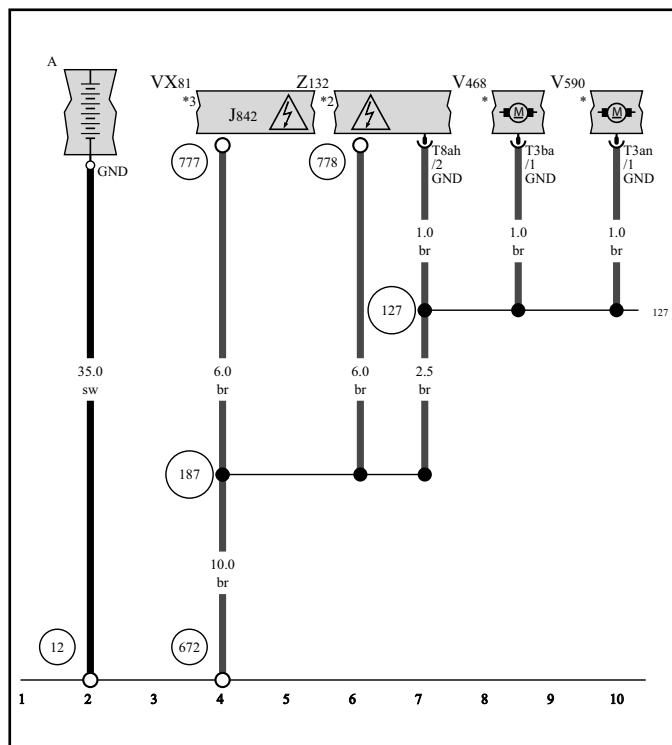 A
VX81
*3
J842
Z132
*2
V468
*
M
V590
*
M
GND
777
778
T8ah
/2
GND
T3ba
/1
GND
T3an
/1
GND
1.0
br
1.0
br
1.0
br
127
127
35.0
sw
6.0
br
6.0
br
2.5
br
187
10.0
br
12
672
1 2 3 4 5 6 7 8 9 10